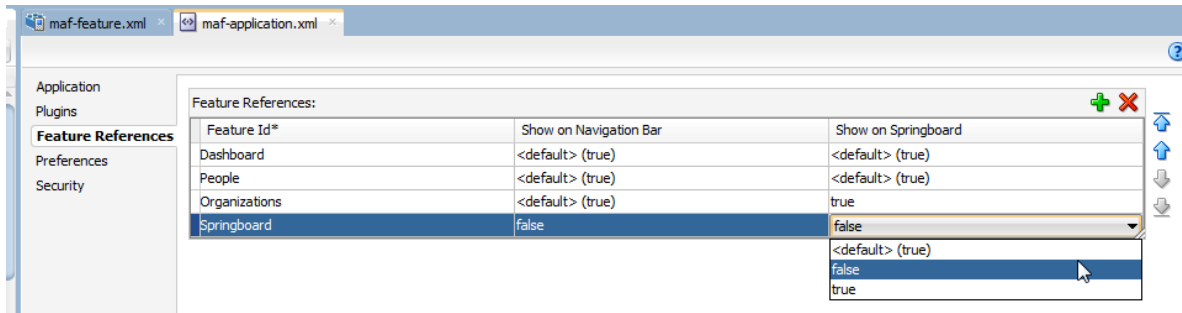 maf-feature.xml maf-application.xml
Application
Plugins
Feature References
Preferences
Security
Feature References:
Feature Id* Show on Navigation Bar Show on Springboard
Dashboard <default> (true) <default> (true)
People <default> (true) <default> (true)
Organizations <default> (true) true
Springboard false false
<default> (true)
false
true